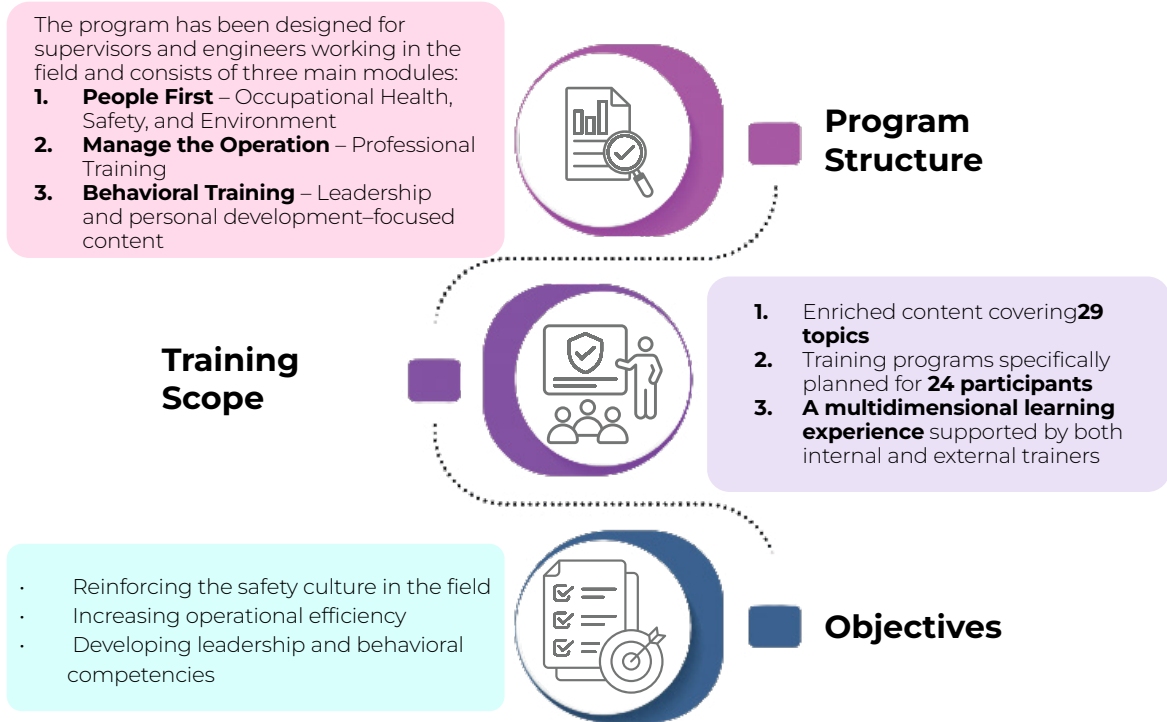 The program has been designed for
supervisors and engineers working in the
field and consists of three main modules:
1. People First – Occupational Health,
Safety, and Environment
2. Manage the Operation – Professional
Training
3. Behavioral Training – Leadership
and personal development–focused
content
Program
Structure
Training
Scope
1. Enriched content covering29
topics
2. Training programs specifically
planned for 24 participants
3. A multidimensional learning
experience supported by both
internal and external trainers
· Reinforcing the safety culture in the field
· Increasing operational efficiency
· Developing leadership and behavioral
competencies
Objectives